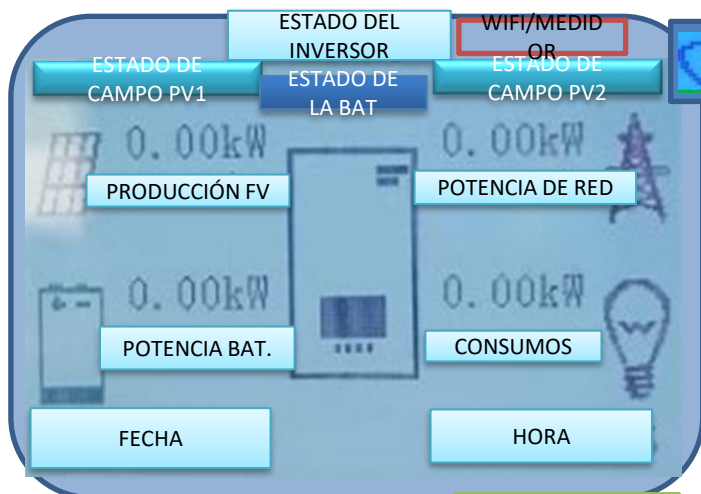 ESTADO DEL
INVERSOR
WIFI/MEDID
OR
ESTADO DE
CAMPO PV1
ESTADO DE
LA BAT
ESTADO DE
CAMPO PV2
0.00kW
0.00kW
PRODUCCIÓN FV
POTENCIA DE RED
0.00kW
0.00kW
POTENCIA BAT.
CONSUMOS
FECHA
HORA